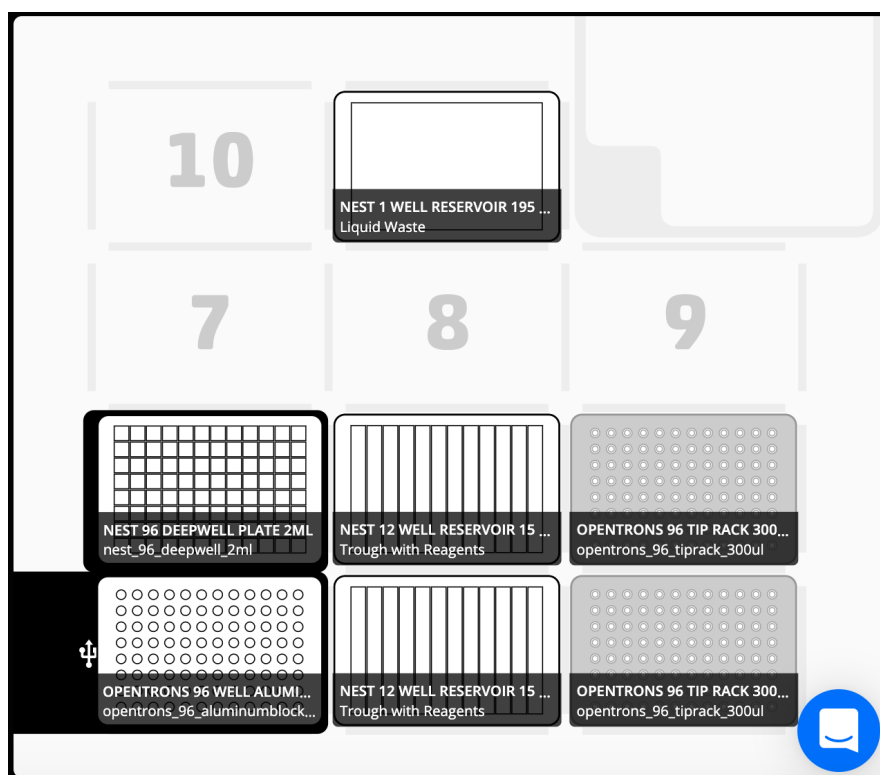 10
NEST 1 WELL RESERVOIR 195 ...
Liquid Waste
7
8
9
NEST 96 DEEPWELL PLATE 2ML
nest_96_deepwell_2ml
NEST 12 WELL RESERVOIR 15 ...
Trough with Reagents
OPENTRONS 96 TIP RACK 300...
opentrons_96_tiprack_300ul
OPENTRONS 96 WELL ALUMI...
opentrons_96_aluminumblock...
NEST 12 WELL RESERVOIR 15 ...
Trough with Reagents
OPENTRONS 96 TIP RACK 300...
opentrons_96_tiprack_300ul